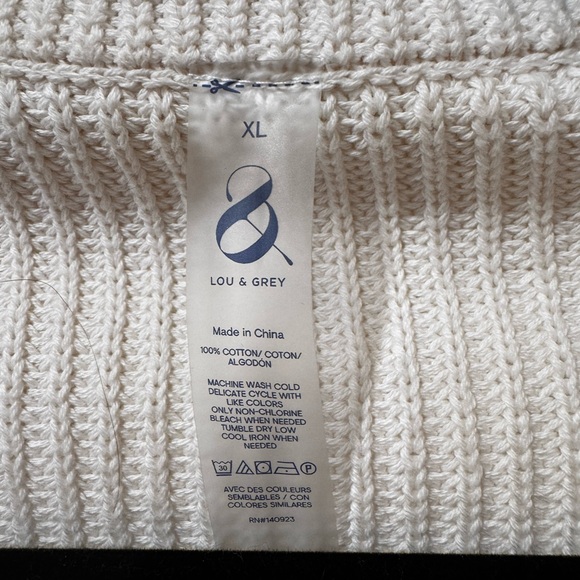 XL
&
LOU & GREY
Made in China
100% COTTON/ COTON/
ALGODÓN
MACHINE WASH COLD
DELICATE CYCLE WITH
LIKE COLORS
ONLY NON-CHLORINE
BLEACH WHEN NEEDED
TUMBLE DRY LOW
COOL IRON WHEN
NEEDED
30 P
AVEC DES COULEURS
SEMBLABLES / CON
COLORES SIMILARES
RN#140923